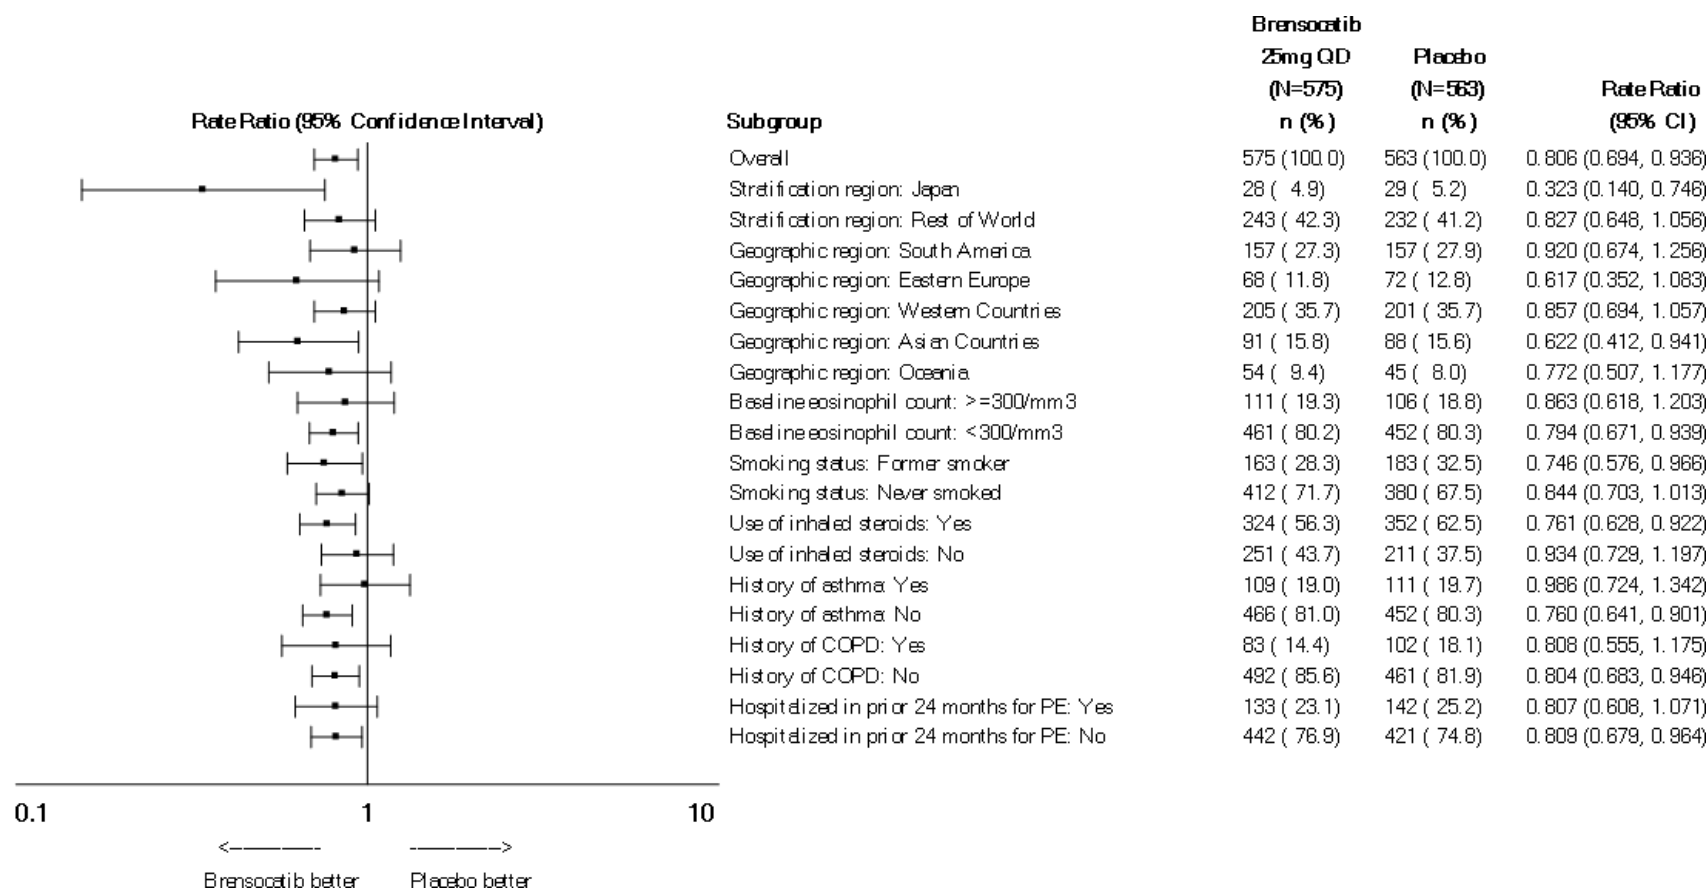 Brensocatib
25mg QD Placebo
(N=575) (N=563) Rate Ratio
Rate Ratio (95% Confidence Interval) Subgroup n (%) n (%) (95% CI)
Overall 575 (100.0) 563 (100.0) 0.806 (0.694, 0.936)
Stratification region: Japan 28 ( 4.9) 29 ( 5.2) 0.323 (0.140, 0.746)
Stratification region: Rest of World 243 ( 42.3) 232 ( 41.2) 0.827 (0.648, 1.056)
Geographic region: South America 157 ( 27.3) 157 ( 27.9) 0.920 (0.674, 1.256)
Geographic region: Eastern Europe 68 ( 11.8) 72 ( 12.8) 0.617 (0.352, 1.083)
Geographic region: Western Countries 205 ( 35.7) 201 ( 35.7) 0.857 (0.694, 1.057)
Geographic region: Asian Countries 91 ( 15.8) 88 ( 15.6) 0.622 (0.412, 0.941)
Geographic region: Oceania 54 ( 9.4) 45 ( 8.0) 0.772 (0.507, 1.177)
Baseline eosinophil count: >=300/mm3 111 ( 19.3) 106 ( 18.8) 0.863 (0.618, 1.203)
Baseline eosinophil count: <300/mm3 461 ( 80.2) 452 ( 80.3) 0.794 (0.671, 0.939)
Smoking status: Former smoker 163 ( 28.3) 183 ( 32.5) 0.746 (0.576, 0.966)
Smoking status: Never smoked 412 ( 71.7) 380 ( 67.5) 0.844 (0.703, 1.013)
Use of inhaled steroids: Yes 324 ( 56.3) 352 ( 62.5) 0.761 (0.628, 0.922)
Use of inhaled steroids: No 251 ( 43.7) 211 ( 37.5) 0.934 (0.729, 1.197)
History of asthma: Yes 109 ( 19.0) 111 ( 19.7) 0.986 (0.724, 1.342)
History of asthma: No 466 ( 81.0) 452 ( 80.3) 0.760 (0.641, 0.901)
History of COPD: Yes 83 ( 14.4) 102 ( 18.1) 0.808 (0.555, 1.175)
History of COPD: No 492 ( 85.6) 461 ( 81.9) 0.804 (0.683, 0.946)
Hospitalized in prior 24 months for PE: Yes 133 ( 23.1) 142 ( 25.2) 0.807 (0.608, 1.071)
Hospitalized in prior 24 months for PE: No 442 ( 76.9) 421 ( 74.8) 0.809 (0.679, 0.964)
0.1 1 10
Brensocatib better Placebo better